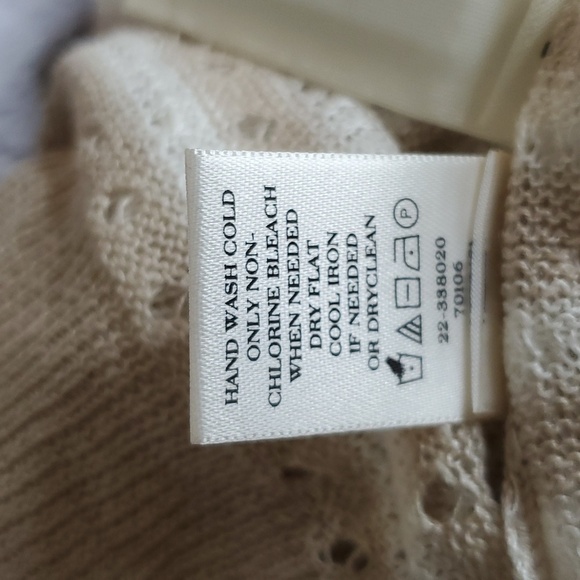 HAND WASH COLD
ONLY NON-
CHLORINE BLEACH
WHEN NEEDED
DRY FLAT
COOL IRON
IF NEEDED
OR DRYCLEAN
P
22-338020
70106